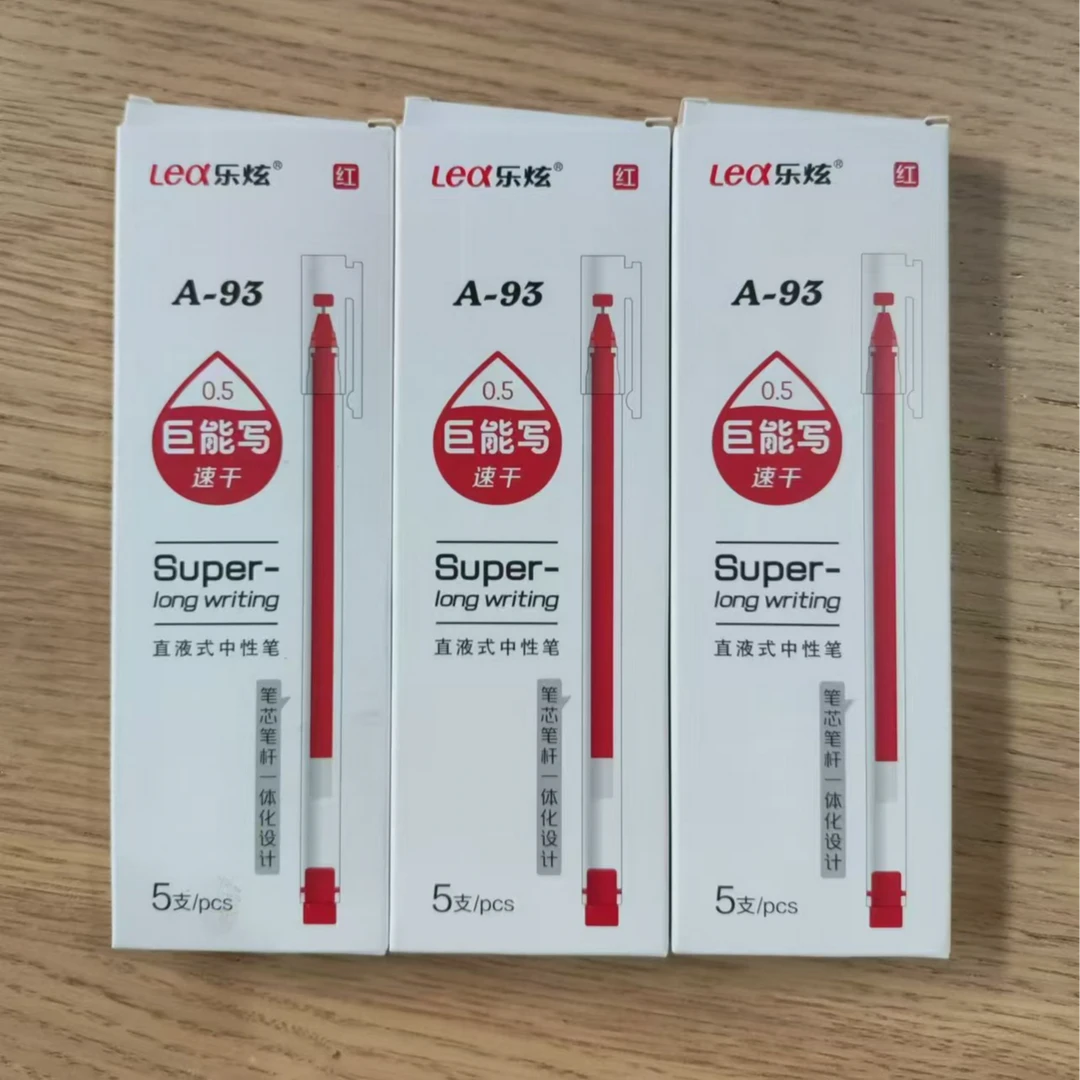 Leα乐炫® 红
A-93
0.5
巨能写
速干
Super-
long writing
直液式中性笔
笔芯笔杆一体化设计
5支/pcs
Leα乐炫® 红
A-93
0.5
巨能写
速干
Super-
long writing
直液式中性笔
笔芯笔杆一体化设计
5支/pcs
Leα乐炫® 红
A-93
0.5
巨能写
速干
Super-
long writing
直液式中性笔
笔芯笔杆一体化设计
5支/pcs